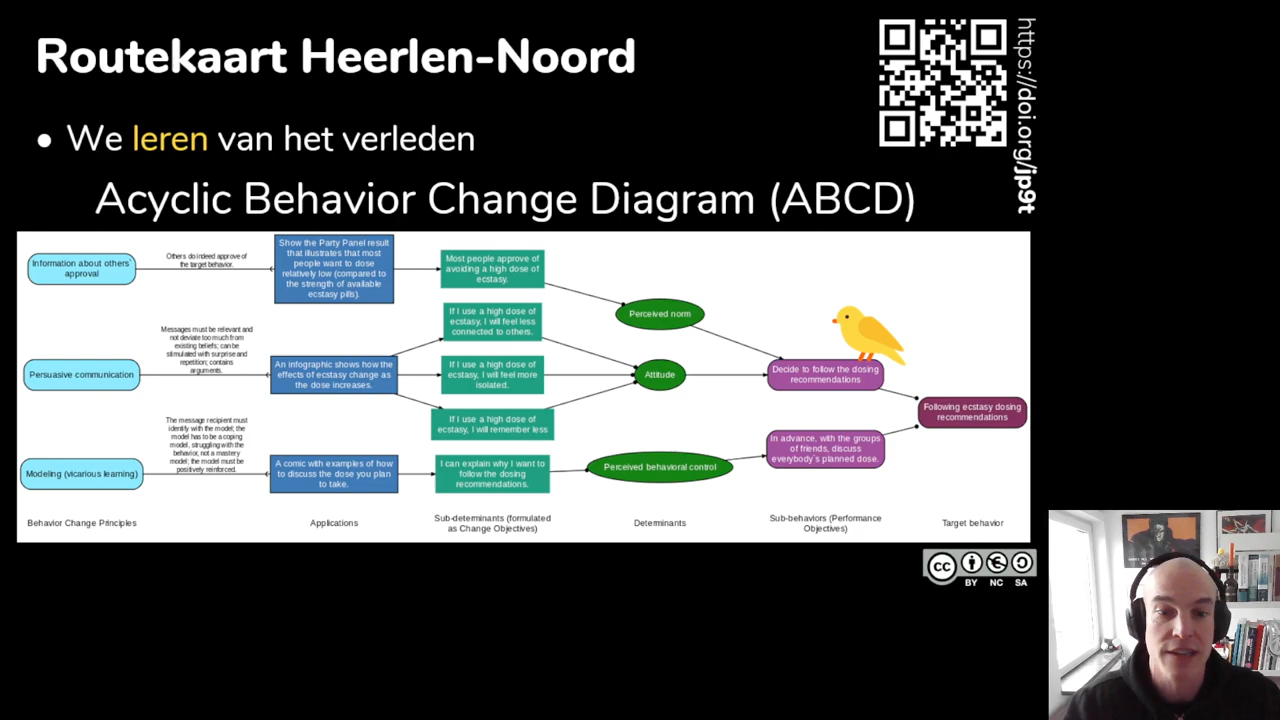 Routekaart Heerlen-Noord
https://doi.org/jp9t
• We leren van het verleden
Acyclic Behavior Change Diagram (ABCD)
Information about others`
approval
Others do indeed approve of
the target behavior.
Show the Party Panel result
that illustrates that most
people want to dose
relatively low (compared to
the strength of available
ecstasy pills).
Most people approve of
avoiding a high dose of
ecstasy.
If I use a high dose of
ecstasy, I will feel less
connected to others.
Perceived norm
Messages must be relevant and
not deviate too much from
existing beliefs; can be
stimulated with surprise and
repetition; contains
arguments.
Persuasive communication
An infographic shows how the
effects of ecstasy change as
the dose increases.
If I use a high dose of
ecstasy, I will feel more
isolated.
Attitude
Decide to follow the dosing
recommendations
If I use a high dose of
ecstasy, I will remember less
Following ecstasy dosing
recommendations
The message recipient must
identify with the model; the
model has to be a coping
model, struggling with the
behavior, not a mastery
model; the model must be
positively reinforced.
Modeling (vicarious learning)
A comic with examples of how
to discuss the dose you plan
to take.
I can explain why I want to
follow the dosing
recommendations.
Perceived behavioral control
In advance, with the groups
of friends, discuss
everybody`s planned dose.
Behavior Change Principles
Applications
Sub-determinants (formulated
as Change Objectives)
Determinants
Sub-behaviors (Performance
Objectives)
Target behavior
cc
BY NC SA